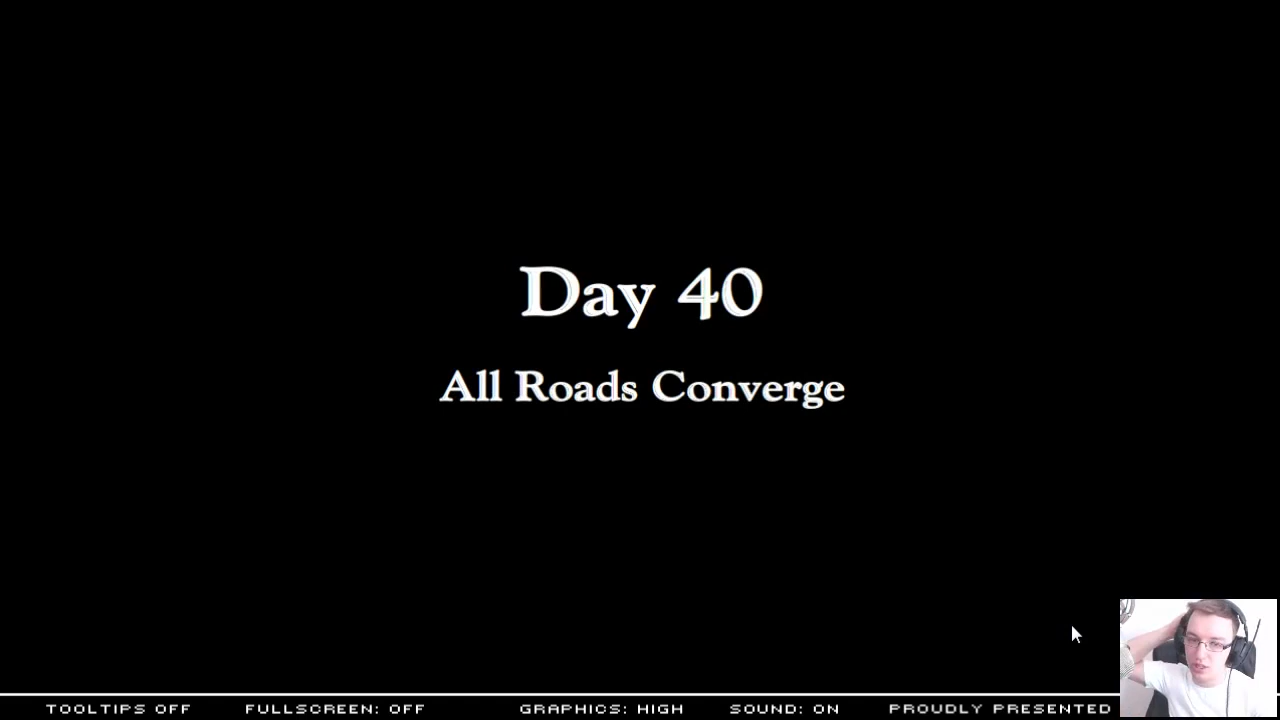 Day 40
All Roads Converge
TOOLTIPS OFF FULLSCREEN: OFF GRAPHICS: HIGH SOUND: ON PROUDLY PRESENTED